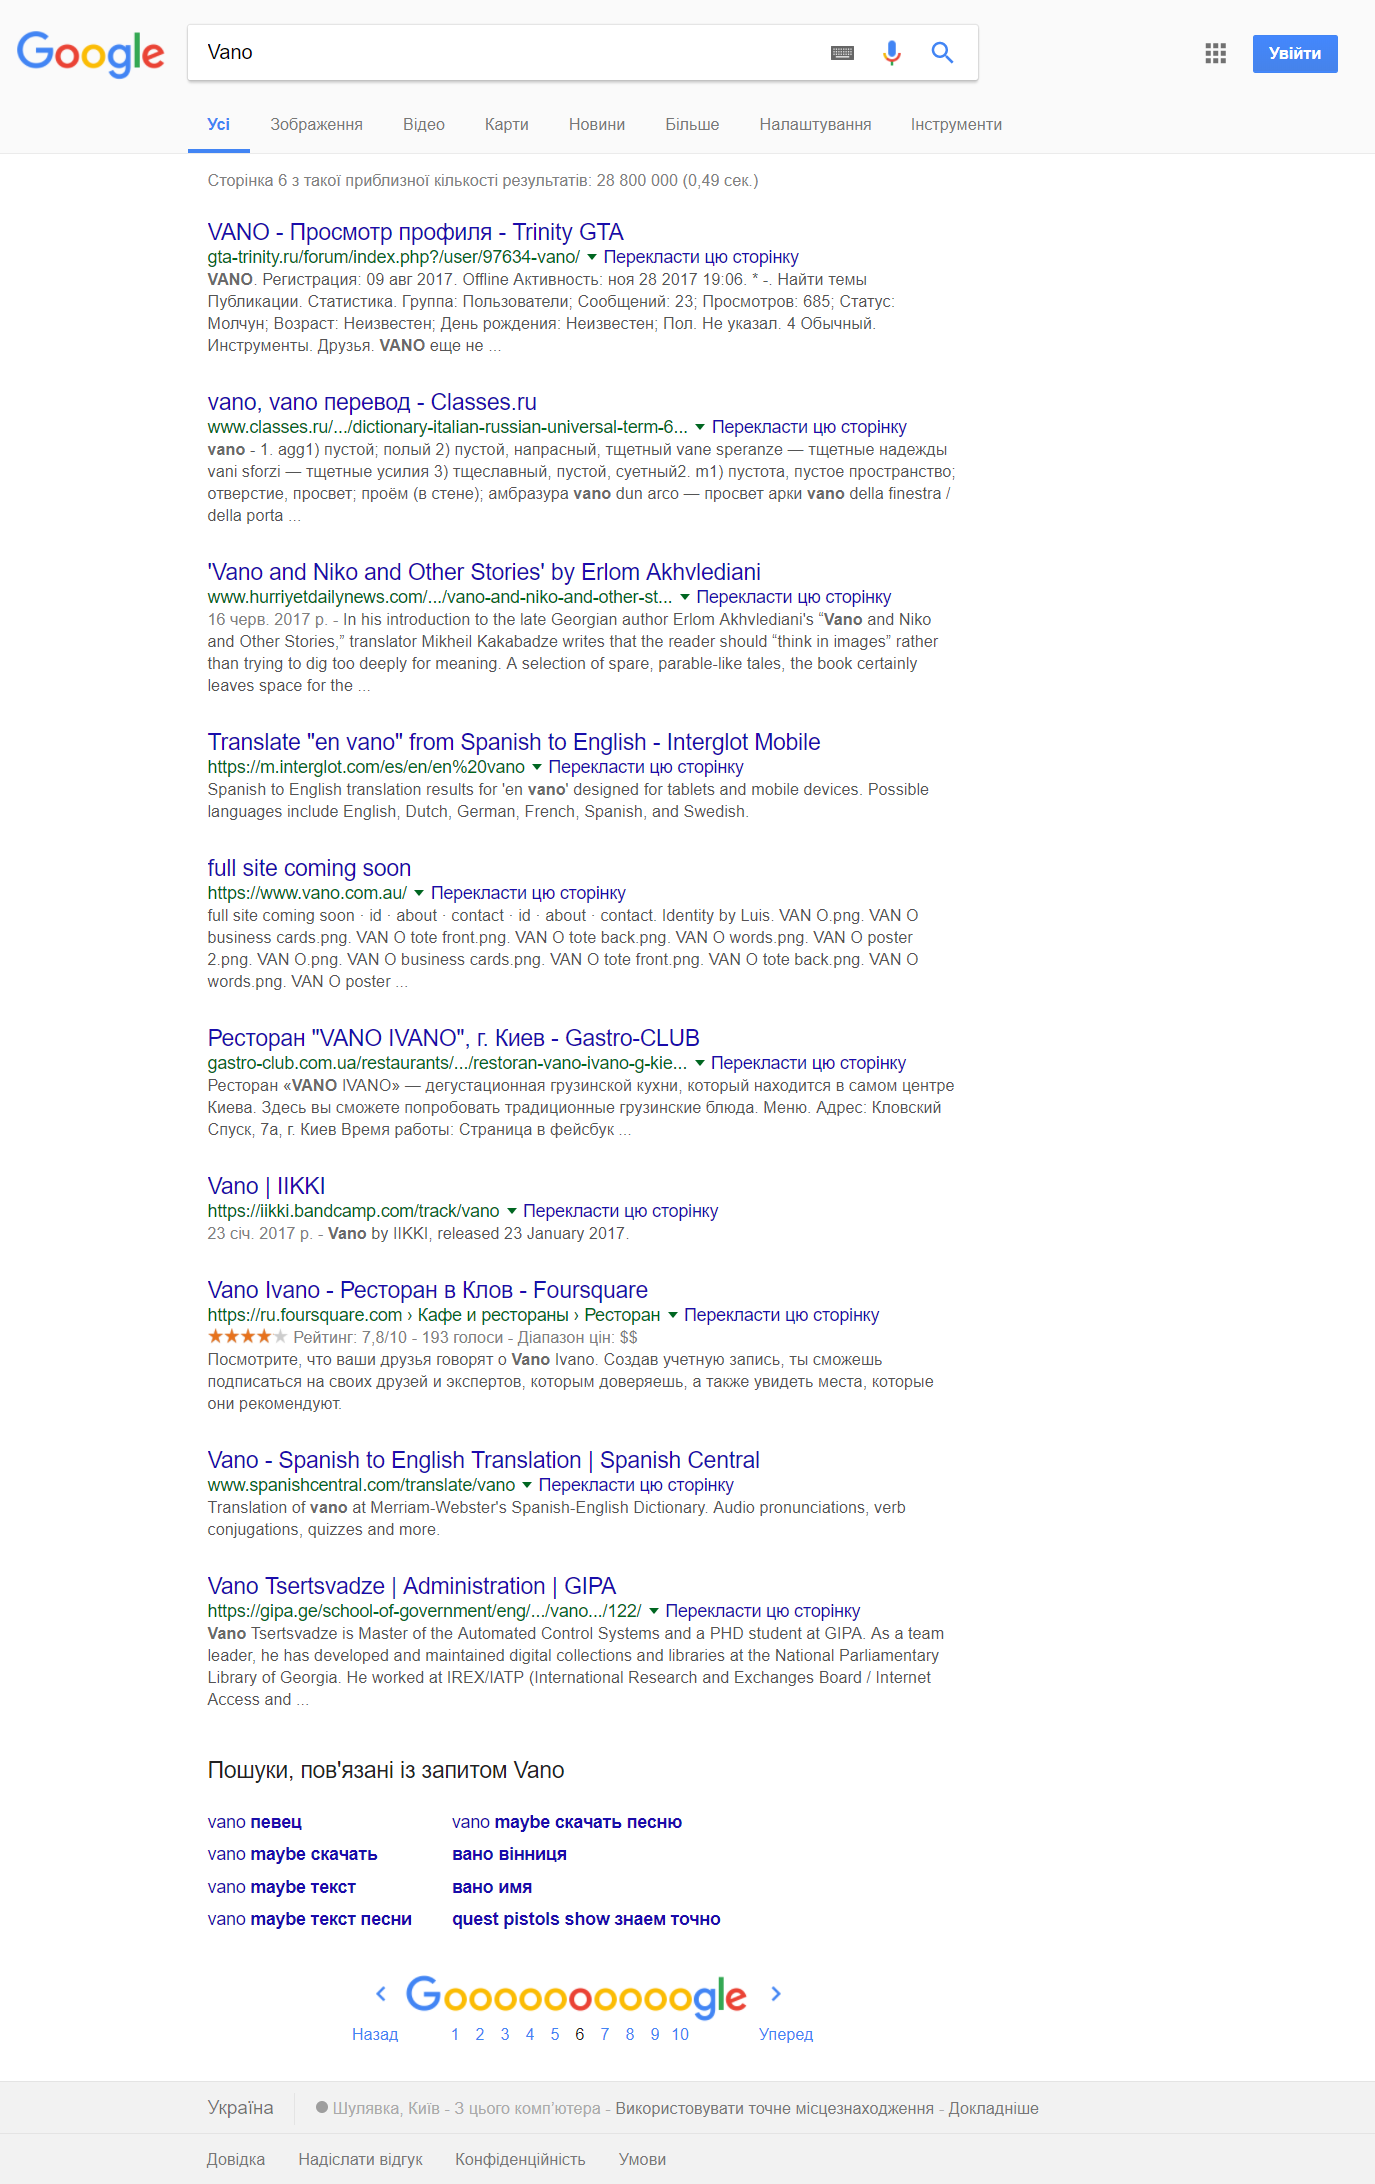 Google
Vano
Увійти
Усі Зображення Відео Карти Новини Більше Налаштування Інструменти
Сторінка 6 з такої приблизної кількості результатів: 28 800 000 (0,49 сек.)
VANO - Просмотр профиля - Trinity GTA
gta-trinity.ru/forum/index.php?/user/97634-vano/ Перекласти цю сторінку
VANO. Регистрация: 09 авг 2017. Offline Активность: ноя 28 2017 19:06. * -. Найти темы
Публикации. Статистика. Группа: Пользователи; Сообщений: 23; Просмотров: 685; Статус:
Молчун; Возраст: Неизвестен; День рождения: Неизвестен; Пол. Не указал. 4 Обычный.
Инструменты. Друзья. VANO еще не ...
vano, vano перевод - Classes.ru
www.classes.ru/.../dictionary-italian-russian-universal-term-6... Перекласти цю сторінку
vano - 1. agg1) пустой; полый 2) пустой, напрасный, тщетный vane speranze — тщетные надежды
vani sforzi — тщетные усилия 3) тщеславный, пустой, суетный2. m1) пустота, пустое пространство;
отверстие, просвет; проём (в стене); амбразура vano dun arco — просвет арки vano della finestra /
della porta ...
'Vano and Niko and Other Stories' by Erlom Akhvlediani
www.hurriyetdailynews.com/.../vano-and-niko-and-other-st... Перекласти цю сторінку
16 черв. 2017 р. - In his introduction to the late Georgian author Erlom Akhvlediani's “Vano and Niko
and Other Stories,” translator Mikheil Kakabadze writes that the reader should “think in images” rather
than trying to dig too deeply for meaning. A selection of spare, parable-like tales, the book certainly
leaves space for the ...
Translate "en vano" from Spanish to English - Interglot Mobile
https://m.interglot.com/es/en/en%20vano Перекласти цю сторінку
Spanish to English translation results for 'en vano' designed for tablets and mobile devices. Possible
languages include English, Dutch, German, French, Spanish, and Swedish.
full site coming soon
https://www.vano.com.au/ Перекласти цю сторінку
full site coming soon · id · about · contact · id · about · contact. Identity by Luis. VAN O.png. VAN O
business cards.png. VAN O tote front.png. VAN O tote back.png. VAN O words.png. VAN O poster
2.png. VAN O.png. VAN O business cards.png. VAN O tote front.png. VAN O tote back.png. VAN O
words.png. VAN O poster ...
Ресторан "VANO IVANO", г. Киев - Gastro-CLUB
gastro-club.com.ua/restaurants/.../restoran-vano-ivano-g-kie... Перекласти цю сторінку
Ресторан «VANO IVANO» — дегустационная грузинской кухни, который находится в самом центре
Киева. Здесь вы сможете попробовать традиционные грузинские блюда. Меню. Адрес: Кловский
Спуск, 7а, г. Киев Время работы: Страница в фейсбук ...
Vano | IIKKI
https://iikki.bandcamp.com/track/vano Перекласти цю сторінку
23 січ. 2017 р. - Vano by IIKKI, released 23 January 2017.
Vano Ivano - Ресторан в Клов - Foursquare
https://ru.foursquare.com › Кафе и рестораны › Ресторан Перекласти цю сторінку
Рейтинг: 7,8/10 - 193 голоси - Діапазон цін: $$
Посмотрите, что ваши друзья говорят о Vano Ivano. Создав учетную запись, ты сможешь
подписаться на своих друзей и экспертов, которым доверяешь, а также увидеть места, которые
они рекомендуют.
Vano - Spanish to English Translation | Spanish Central
www.spanishcentral.com/translate/vano Перекласти цю сторінку
Translation of vano at Merriam-Webster's Spanish-English Dictionary. Audio pronunciations, verb
conjugations, quizzes and more.
Vano Tsertsvadze | Administration | GIPA
https://gipa.ge/school-of-government/eng/.../vano.../122/ Перекласти цю сторінку
Vano Tsertsvadze is Master of the Automated Control Systems and a PHD student at GIPA. As a team
leader, he has developed and maintained digital collections and libraries at the National Parliamentary
Library of Georgia. He worked at IREX/IATP (International Research and Exchanges Board / Internet
Access and ...
Пошуки, пов'язані із запитом Vano
vano певец vano maybe скачать песню
vano maybe скачать вано вінниця
vano maybe текст вано имя
vano maybe текст песни quest pistols show знаем точно
Goooooooooogle
Назад 1 2 3 4 5 6 7 8 9 10 Уперед
Україна Шулявка, Київ - З цього комп'ютера - Використовувати точне місцезнаходження - Докладніше
Довідка Надіслати відгук Конфіденційність Умови